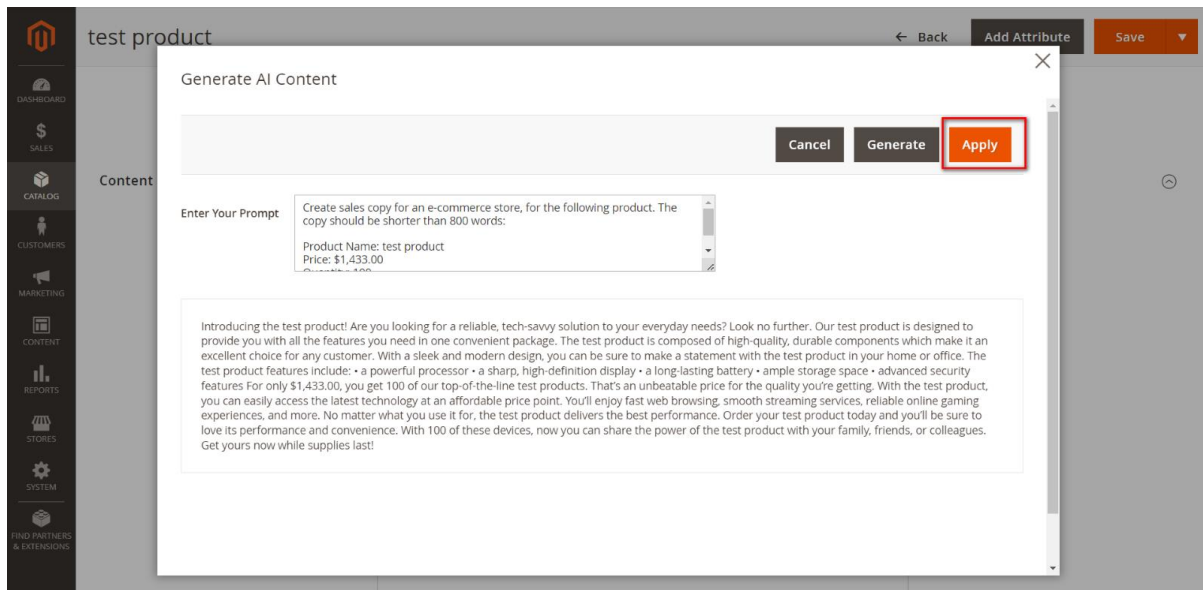 test product
← Back
Add Attribute
Save
DASHBOARD
$
SALES
CATALOG
CUSTOMERS
MARKETING
CONTENT
REPORTS
STORES
SYSTEM
FIND PARTNERS
& EXTENSIONS
Content
Generate AI Content
Cancel
Generate
Apply
Enter Your Prompt
Create sales copy for an e-commerce store, for the following product. The
copy should be shorter than 800 words:
Product Name: test product
Price: $1,433.00
Quantity: 100
Introducing the test product! Are you looking for a reliable, tech-savvy solution to your everyday needs? Look no further. Our test product is designed to
provide you with all the features you need in one convenient package. The test product is composed of high-quality, durable components which make it an
excellent choice for any customer. With a sleek and modern design, you can be sure to make a statement with the test product in your home or office. The
test product features include: • a powerful processor • a sharp, high-definition display • a long-lasting battery • ample storage space • advanced security
features For only $1,433.00, you get 100 of our top-of-the-line test products. That's an unbeatable price for the quality you're getting. With the test product,
you can easily access the latest technology at an affordable price point. You'll enjoy fast web browsing, smooth streaming services, reliable online gaming
experiences, and more. No matter what you use it for, the test product delivers the best performance. Order your test product today and you'll be sure to
love its performance and convenience. With 100 of these devices, now you can share the power of the test product with your family, friends, or colleagues.
Get yours now while supplies last!